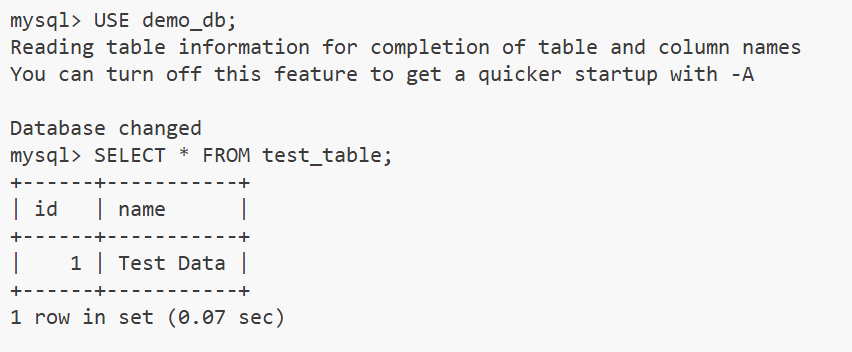 mysql> USE demo_db;
Reading table information for completion of table and column names
You can turn off this feature to get a quicker startup with -A

Database changed
mysql> SELECT * FROM test_table;
+------+-----------+
| id   | name      |
+------+-----------+
|    1 | Test Data |
+------+-----------+
1 row in set (0.07 sec)